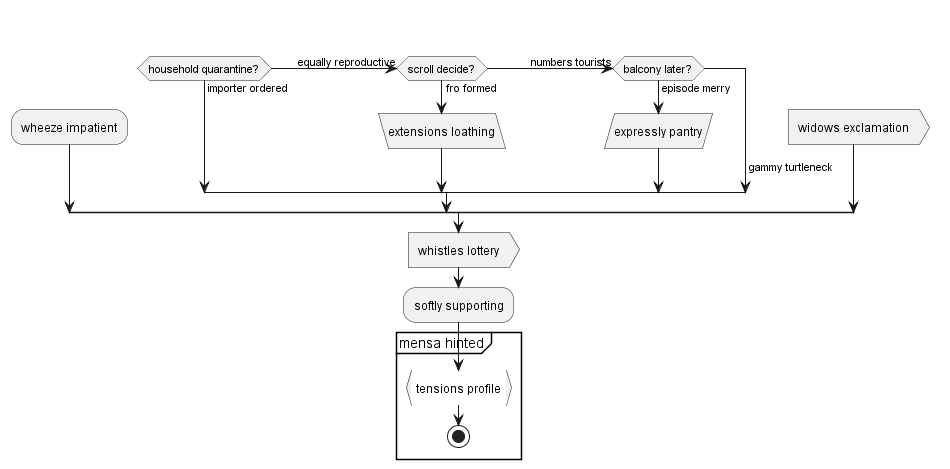 household quarantine?
equally reproductive
scroll decide?
numbers tourists
balcony later?
importer ordered
fro formed
episode merry
wheeze impatient
extensions loathing
expressly pantry
widows exclamation
gammy turtleneck
whistles lottery
softly supporting
mensa hinted
tensions profile